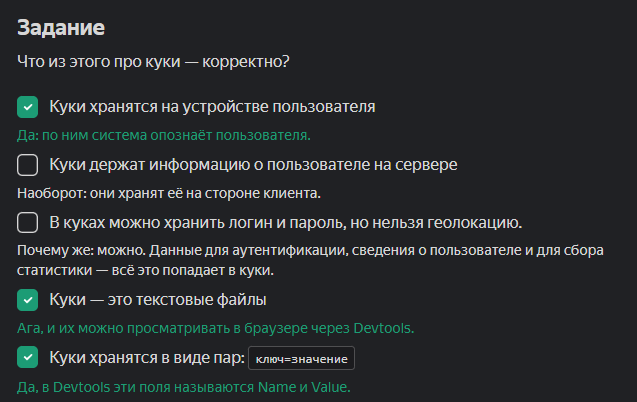 Задание
Что из этого про куки — корректно?
Куки хранятся на устройстве пользователя
Да: по ним система опознаёт пользователя.
Куки держат информацию о пользователе на сервере
Наоборот: они хранят её на стороне клиента.
В куках можно хранить логин и пароль, но нельзя геолокацию.
Почему же: можно. Данные для аутентификации, сведения о пользователе и для сбора
статистики — всё это попадает в куки.
Куки — это текстовые файлы
Ага, и их можно просматривать в браузере через Devtools.
Куки хранятся в виде пар: ключ=значение
Да, в Devtools эти поля называются Name и Value.